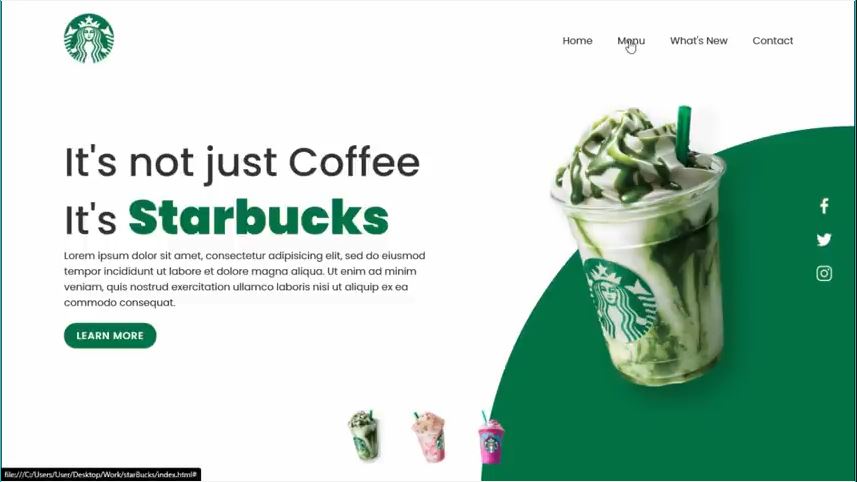 Home Menu What's New Contact
It's not just Coffee
It's Starbucks
Lorem ipsum dolor sit amet, consectetur adipisicing elit, sed do eiusmod
tempor incididunt ut labore et dolore magna aliqua. Ut enim ad minim
veniam, quis nostrud exercitation ullamco laboris nisi ut aliquip ex ea
commodo consequat.
LEARN MORE
file:///C:/Users/User/Desktop/Work/starBucks/index.html#